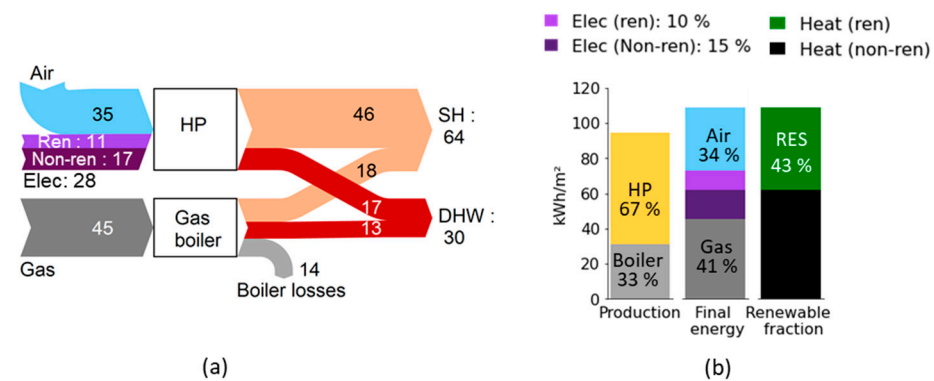 Air
35
Ren : 11
Non-ren : 17
Elec: 28
HP
46
SH :
64
18
45
Gas
Gas
boiler
17
13
DHW :
30
14
Boiler losses
(a)
Elec (ren): 10 %
Elec (Non-ren): 15 %
Heat (ren)
Heat (non-ren)
kWh/m²
120
100
80
60
40
20
0
HP
67 %
Boiler
33 %
Air
34 %
Gas
41 %
RES
43 %
Production
Final
energy
Renewable
fraction
(b)